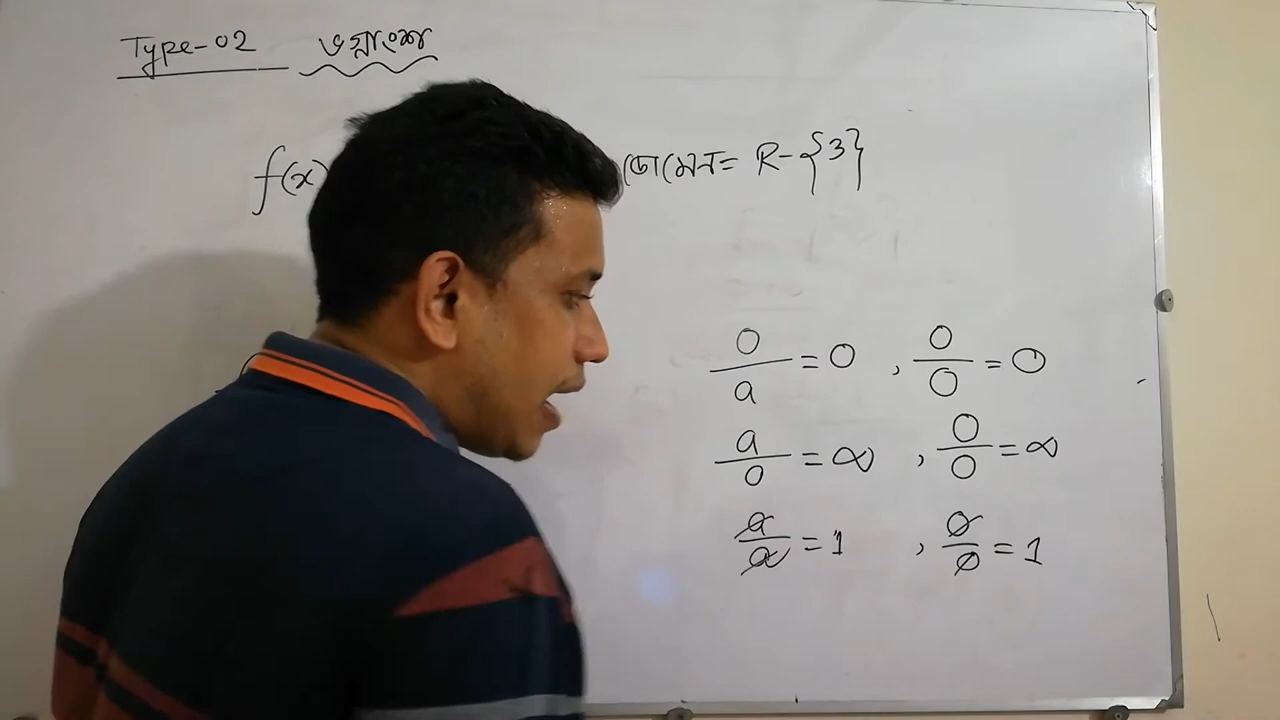 Type-02 ভগ্নাংশ
f(x) ডোমেন= R-{3}
0/a = 0 , 0/0 = 0
a/0 = ∞ , 0/0 = ∞
a/a = 1 , 0/0 = 1